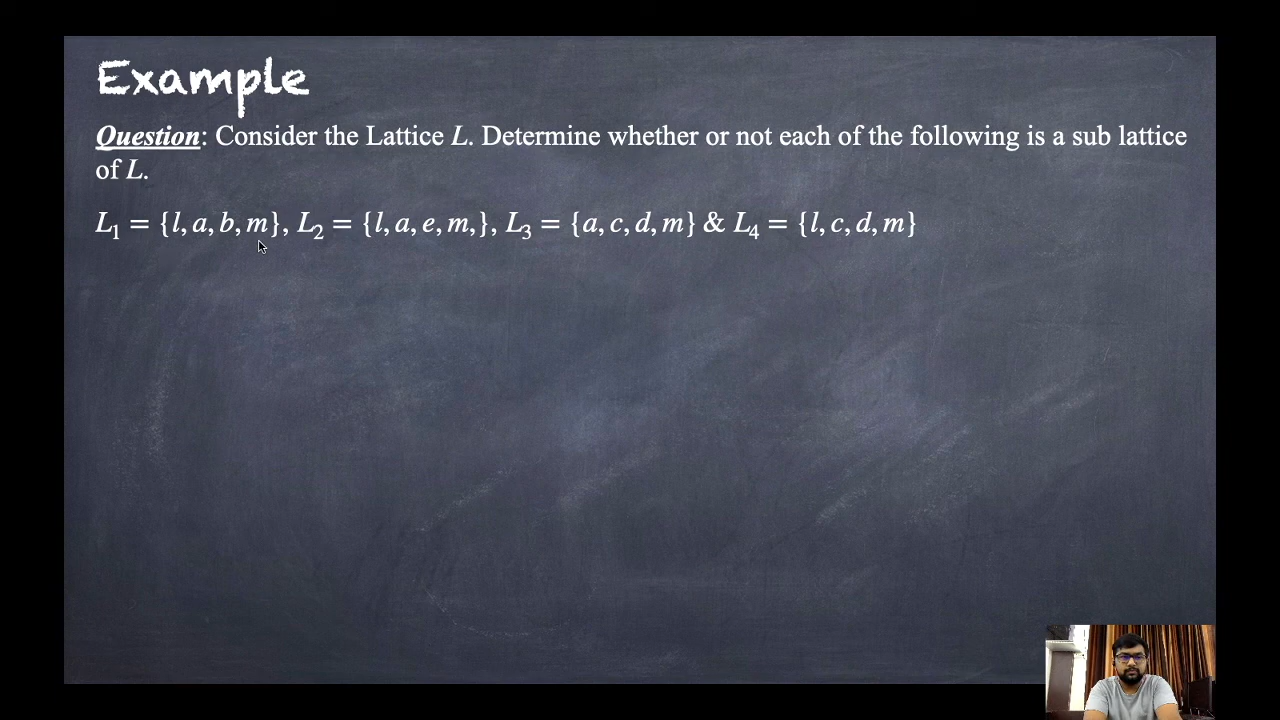 Example
Question: Consider the Lattice L. Determine whether or not each of the following is a sub lattice
of L.
L₁ = {l, a, b, m}, L₂ = {l, a, e, m,}, L₃ = {a, c, d, m} & L₄ = {l, c, d, m}